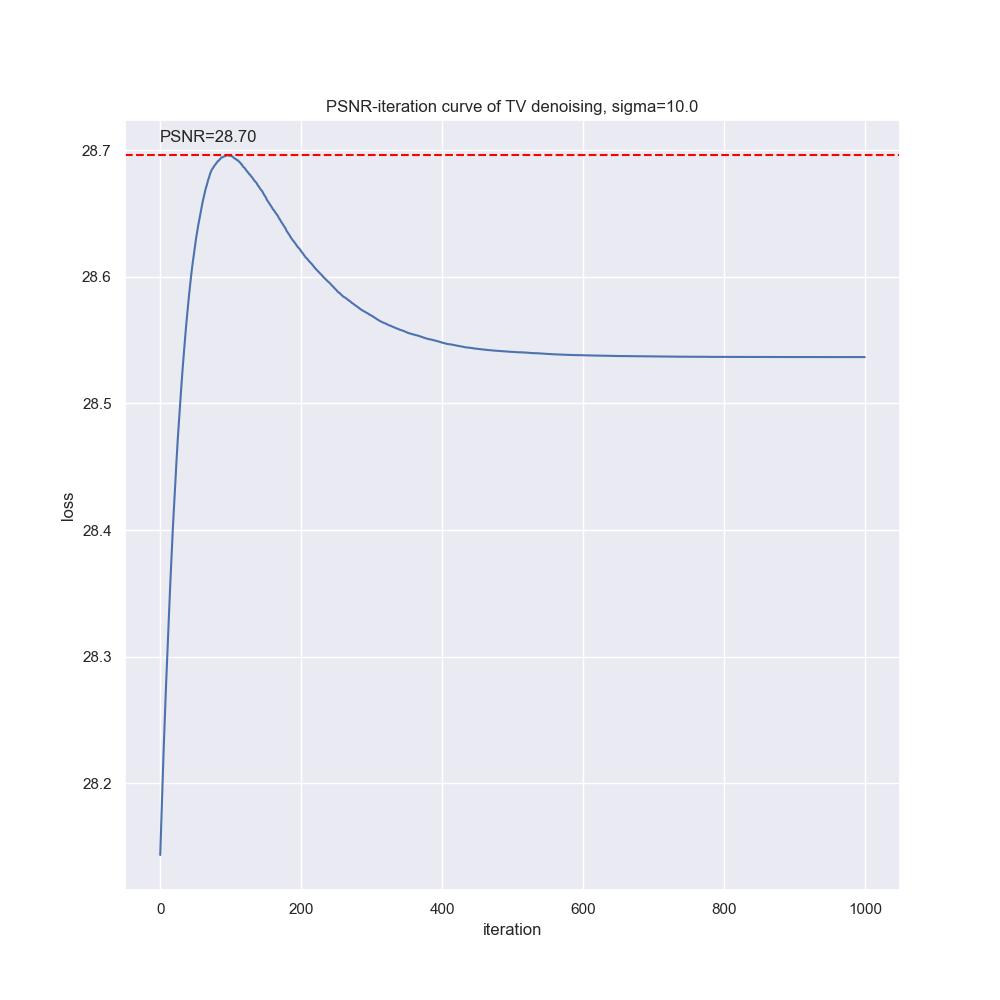 PSNR-iteration curve of TV denoising, sigma=10.0
PSNR=28.70
28.7
28.6
28.5
28.4
28.3
28.2
loss
0 200 400 600 800 1000
iteration